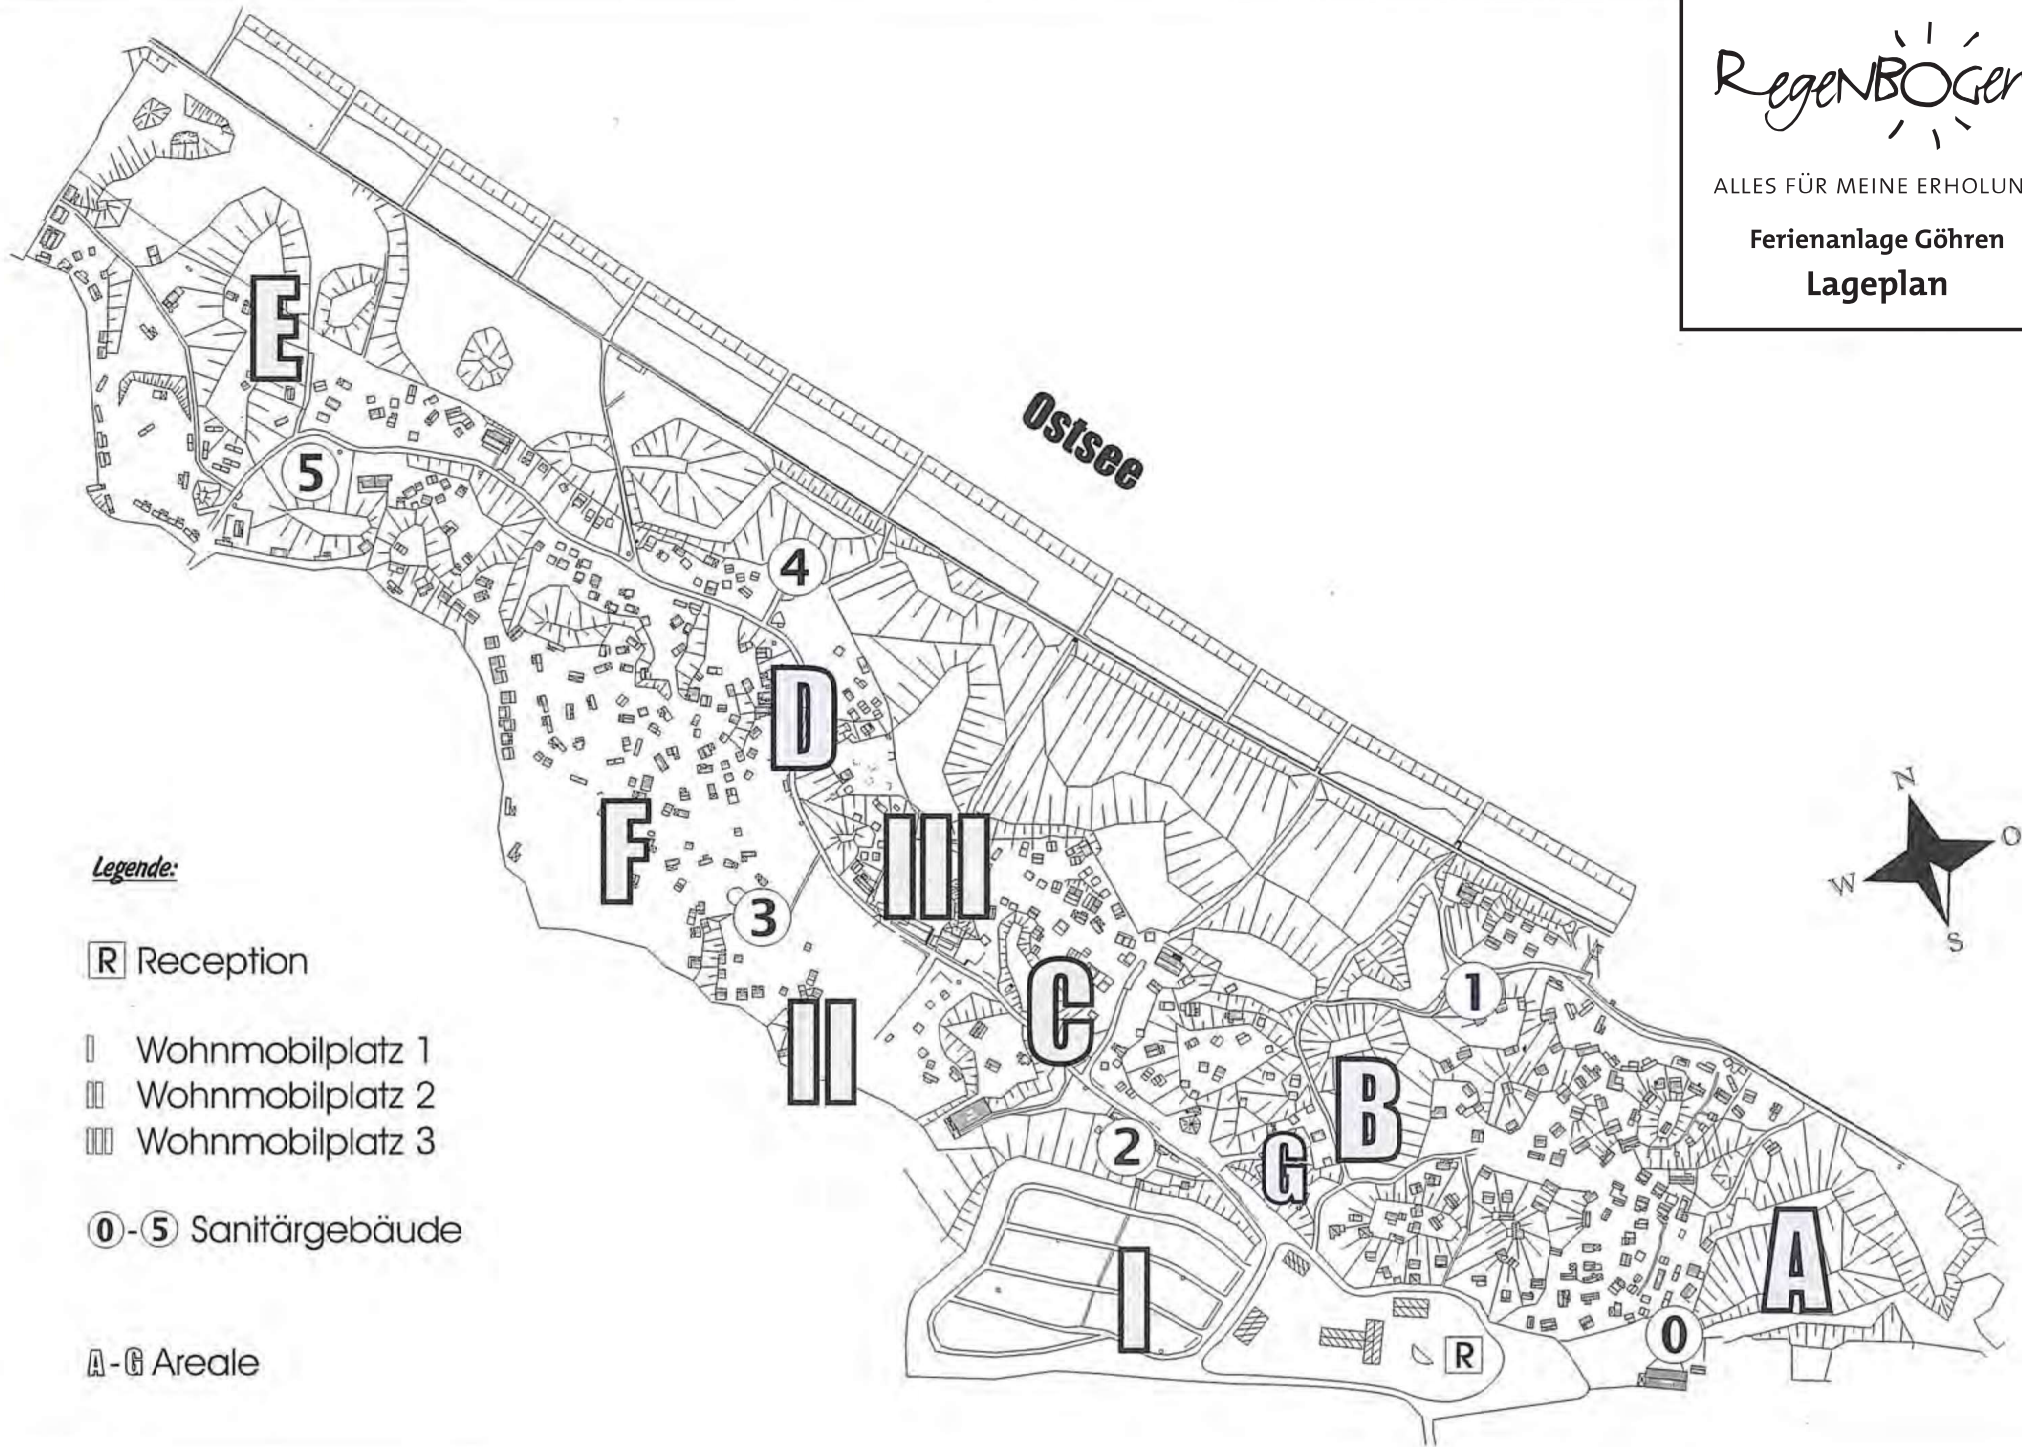 RegenBOGEN
ALLES FÜR MEINE ERHOLUN
Ferienanlage Göhren
Lageplan
Ostsee
E
5
4
D
F
III
3
II
C
1
B
2
G
A
I
0
R
N
O
W
S
Legende:
R Reception
I Wohnmobilplatz 1
II Wohnmobilplatz 2
III Wohnmobilplatz 3
0-5 Sanitärgebäude
A-G Areale